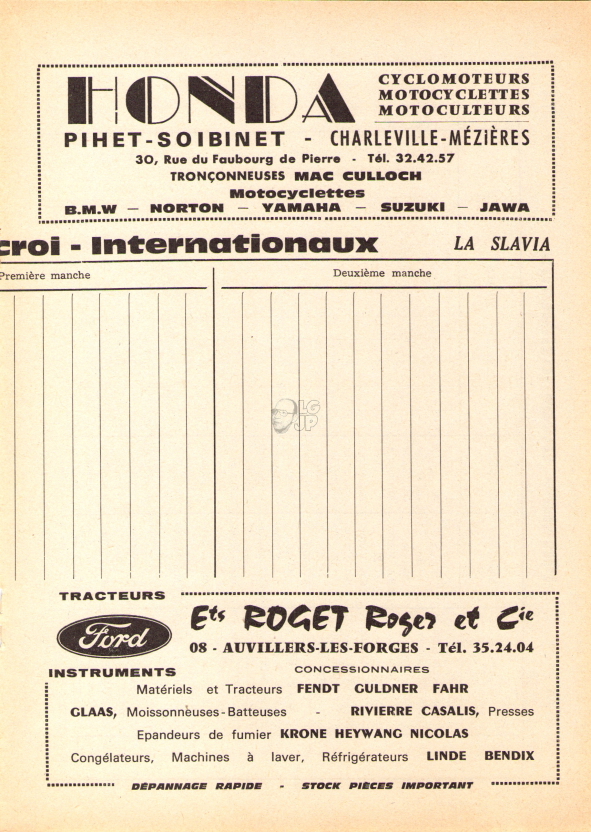 HONDA
CYCLOMOTEURS
MOTOCYCLETTES
MOTOCULTEURS
PIHET-SOIBINET - CHARLEVILLE-MÉZIÈRES
30, Rue du Faubourg de Pierre - Tél. 32.42.57
TRONÇONNEUSES MAC CULLOCH
Motocyclettes
B.M.W — NORTON — YAMAHA — SUZUKI — JAWA
croi - Internationaux LA SLAVIA
Première manche
Deuxième manche
LG
JP
TRACTEURS
Ford
Ets ROGET Roger et Cie
08 - AUVILLERS-LES-FORGES - Tél. 35.24.04
INSTRUMENTS
CONCESSIONNAIRES
Matériels et Tracteurs FENDT GULDNER FAHR
GLAAS, Moissonneuses-Batteuses - RIVIERRE CASALIS, Presses
Epandeurs de fumier KRONE HEYWANG NICOLAS
Congélateurs, Machines à laver, Réfrigérateurs LINDE BENDIX
DÉPANNAGE RAPIDE - STOCK PIÈCES IMPORTANT